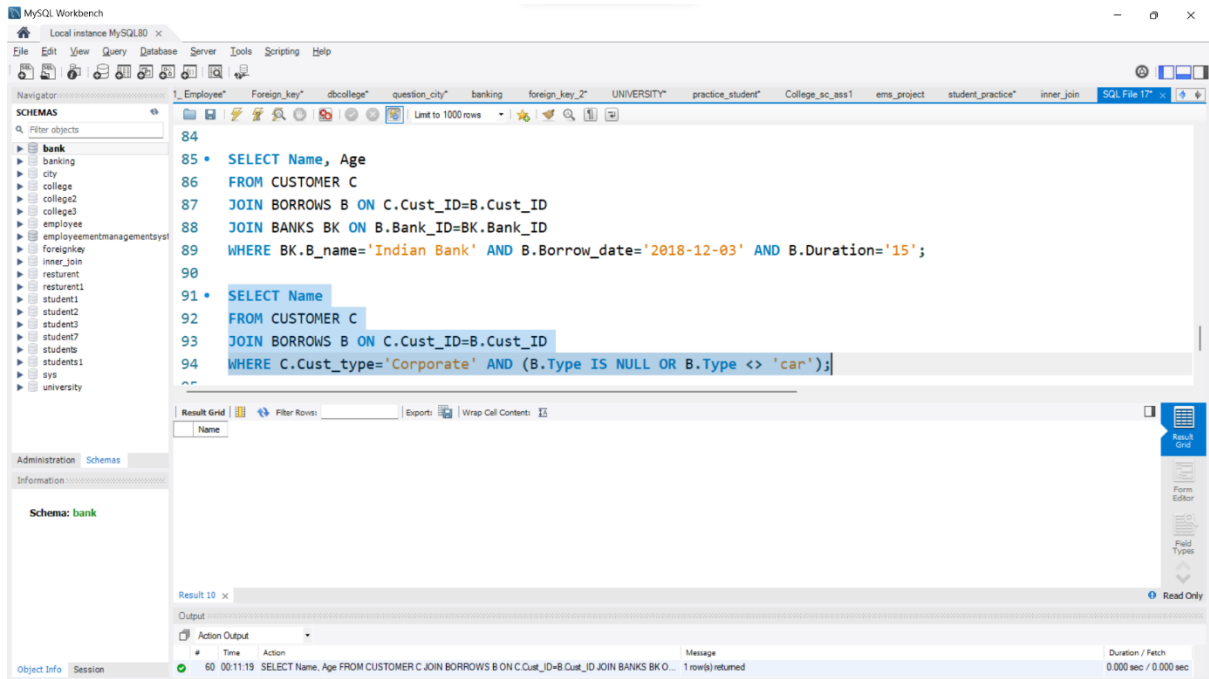 MySQL Workbench
Local instance MySQL80 ×
File Edit View Query Database Server Tools Scripting Help
Navigator
1_Employee* Foreign_key* dbcollege* question_city* banking foreign_key_2* UNIVERSITY* practice_student* College_sc_ass1 ems_project student_practice* inner_join SQL File 17* ×
SCHEMAS
Filter objects
bank
banking
city
college
college2
college3
employee
employeementmanagementsyst
foreignkey
inner_join
resturent
resturent1
student1
student2
student3
student7
students
students1
sys
university
Administration Schemas
Information
Schema: bank
Object Info Session
Limit to 1000 rows
84
85 SELECT Name, Age
86 FROM CUSTOMER C
87 JOIN BORROWS B ON C.Cust_ID=B.Cust_ID
88 JOIN BANKS BK ON B.Bank_ID=BK.Bank_ID
89 WHERE BK.B_name='Indian Bank' AND B.Borrow_date='2018-12-03' AND B.Duration='15';
90
91 SELECT Name
92 FROM CUSTOMER C
93 JOIN BORROWS B ON C.Cust_ID=B.Cust_ID
94 WHERE C.Cust_type='Corporate' AND (B.Type IS NULL OR B.Type <> 'car');
Result Grid Filter Rows: Export: Wrap Cell Content:
Name
Result Grid
Form Editor
Field Types
Result 10 ×
Read Only
Output
Action Output
# Time Action Message Duration / Fetch
60 00:11:19 SELECT Name, Age FROM CUSTOMER C JOIN BORROWS B ON C.Cust_ID=B.Cust_ID JOIN BANKS BK O... 1 row(s) returned 0.000 sec / 0.000 sec